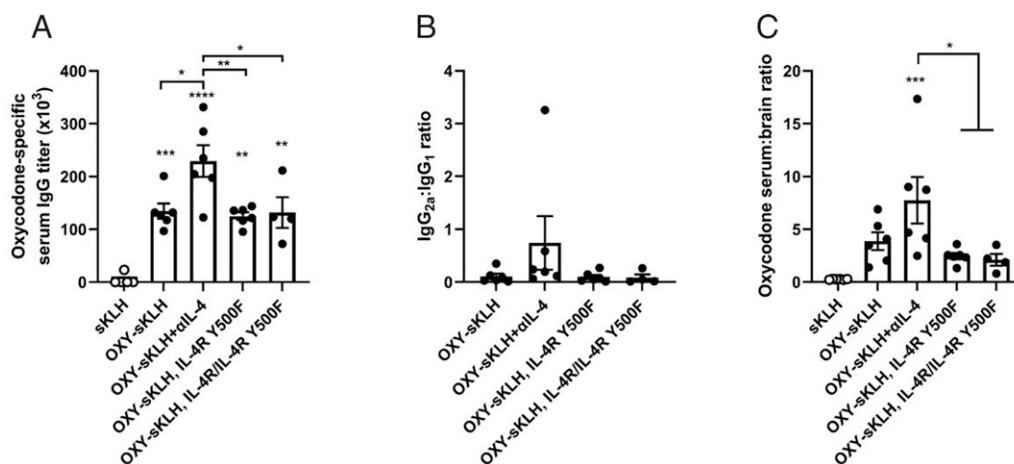 A
Oxycodone-specific
serum IgG titer (x10³)
400
300
200
100
0
*
*
**
****
***
**
**
sKLH
OXY-sKLH
OXY-sKLH+αIL-4
OXY-sKLH, IL-4R Y500F
OXY-sKLH, IL-4R/IL-4R Y500F
B
IgG2a:IgG1 ratio
4
3
2
1
0
OXY-sKLH
OXY-sKLH+αIL-4
OXY-sKLH, IL-4R Y500F
OXY-sKLH, IL-4R/IL-4R Y500F
C
Oxycodone serum:brain ratio
20
15
10
5
0
*
***
sKLH
OXY-sKLH
OXY-sKLH+αIL-4
OXY-sKLH, IL-4R Y500F
OXY-sKLH, IL-4R/IL-4R Y500F